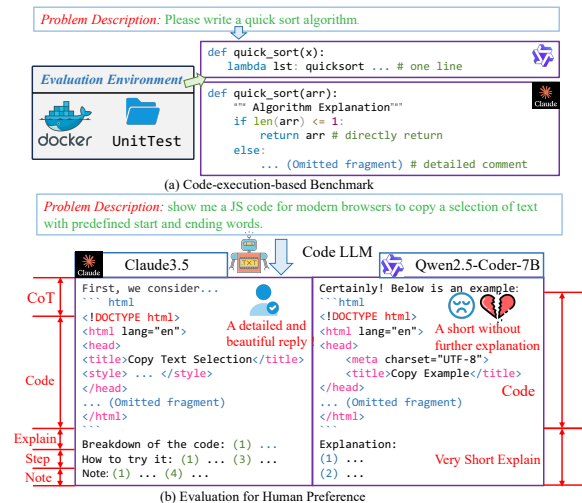 Problem Description: Please write a quick sort algorithm.
Evaluation Environment
docker
UnitTest
def quick_sort(x):
lambda lst: quicksort ... # one line
def quick_sort(arr):
""" Algorithm Explanation"""
if len(arr) <= 1:
return arr # directly return
else:
... (Omitted fragment) # detailed comment
Claude
(a) Code-execution-based Benchmark
Problem Description: show me a JS code for modern browsers to copy a selection of text
with predefined start and ending words.
Claude
Claude3.5
TXT
Code LLM
Qwen2.5-Coder-7B
CoT
Code
Explain
Step
Note
First, we consider...
``` html
<!DOCTYPE html>
<html lang="en">
<head>
<title>Copy Text Selection</title>
<style> ... </style>
</head>
... (Omitted fragment)
</html>
```
Breakdown of the code: (1) ...
How to try it: (1) ... (3) ...
Note: (1) ... (4) ...
A detailed and
beautiful reply
Certainly! Below is an example:
```html
<!DOCTYPE html>
<html lang="en">
<head>
<meta charset="UTF-8">
<title>Copy Example</title>
</head>
... (Omitted fragment)
</html>
```
Explanation:
(1) ...
(2) ...
A short without
further explanation
Code
Very Short Explain
(b) Evaluation for Human Preference